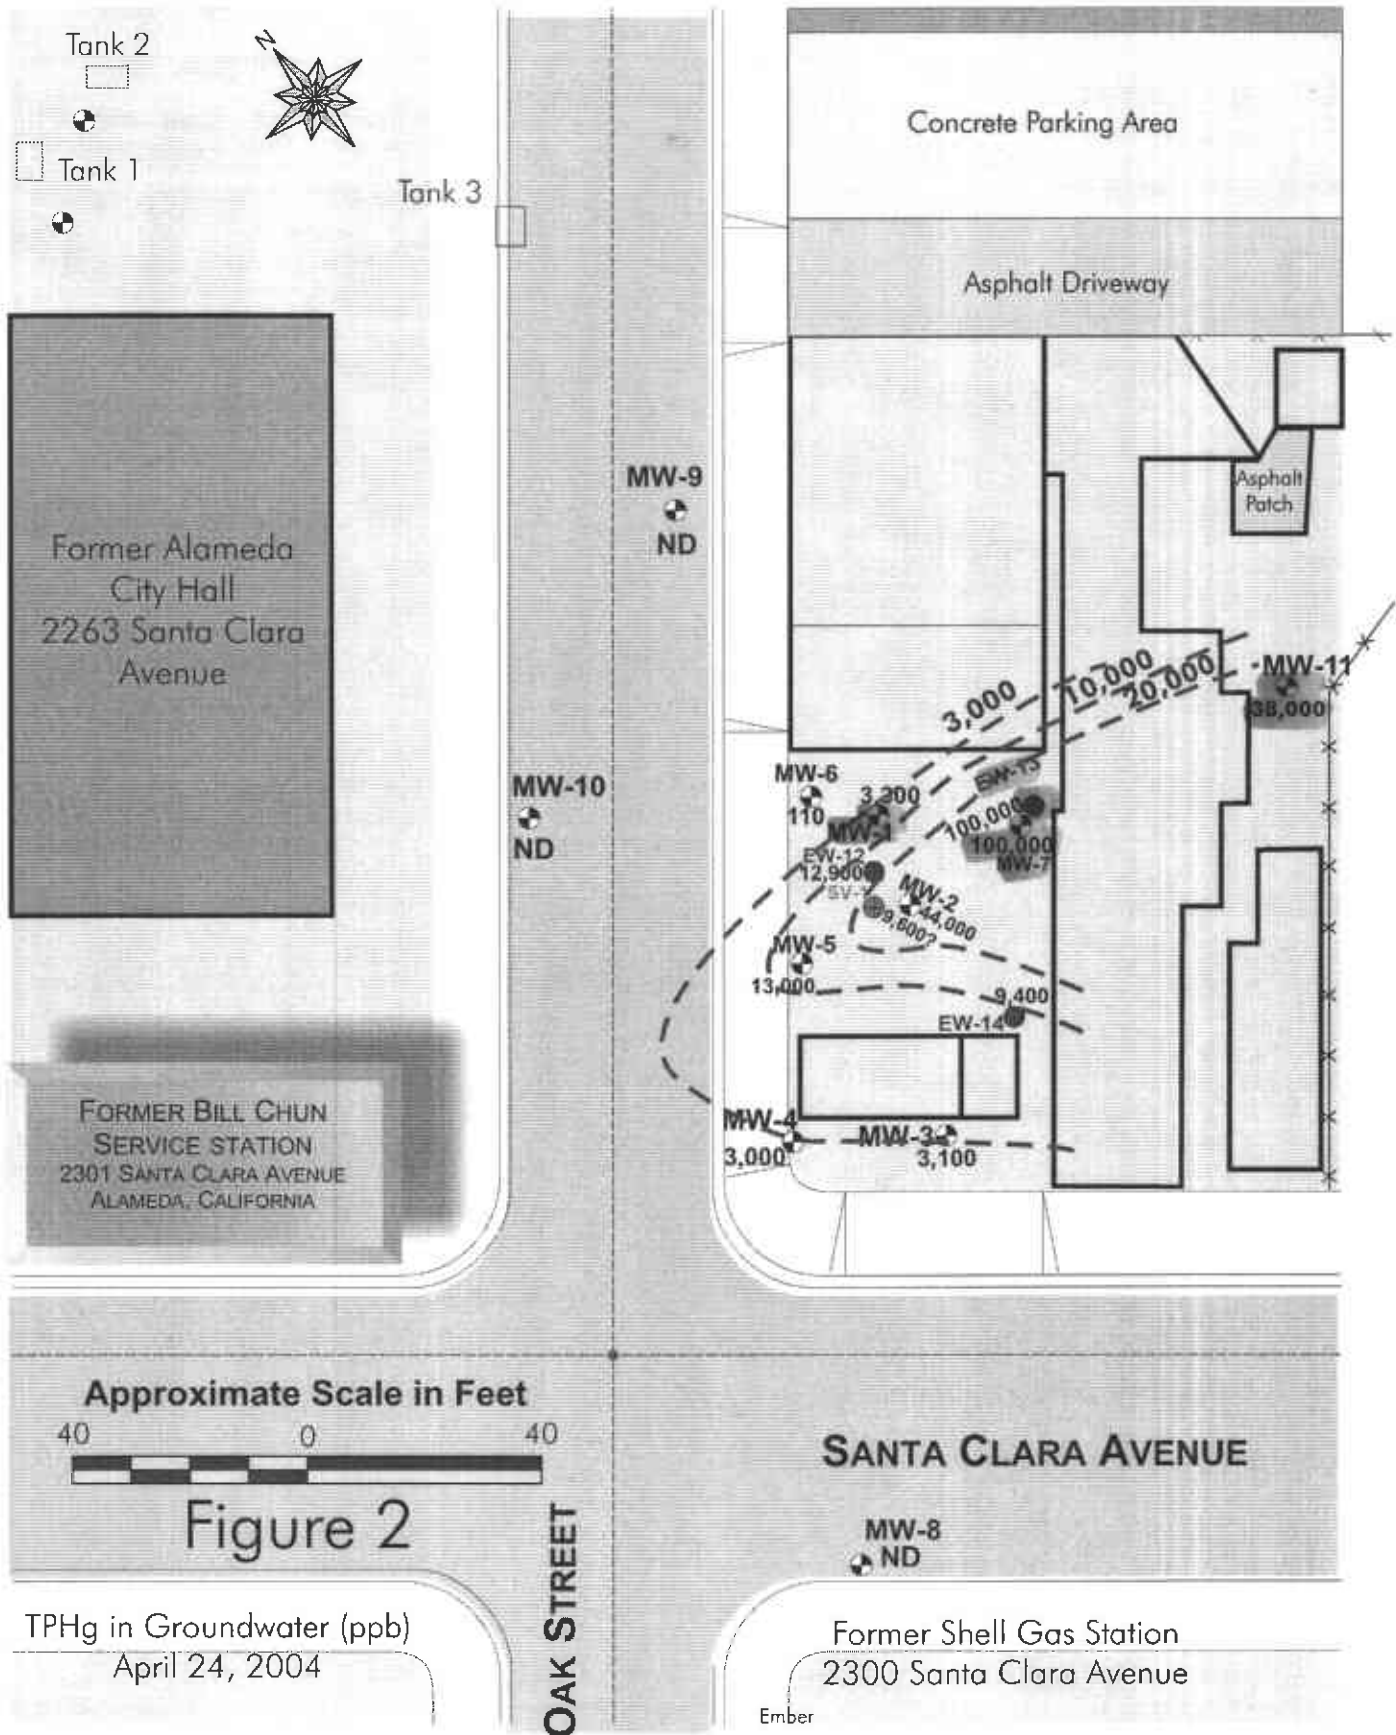 Tank 2
N
Tank 1
Tank 3
Concrete Parking Area
Asphalt Driveway
Asphalt
Patch
MW-9
ND
Former Alameda
City Hall
2263 Santa Clara
Avenue
3,000
10,000
20,000
MW-11
38,000
MW-10
ND
MW-6
110
3,200
MW-1
EW-13
100,000
100,000
MW-7
EW-12
12,900
MW-2
44,000
9,600?
MW-5
13,000
9,400
EW-14
MW-4
3,000
MW-3
3,100
FORMER BILL CHUN
SERVICE STATION
2301 SANTA CLARA AVENUE
ALAMEDA, CALIFORNIA
Approximate Scale in Feet
40 0 40
Figure 2
SANTA CLARA AVENUE
OAK STREET
MW-8
ND
TPHg in Groundwater (ppb)
April 24, 2004
Former Shell Gas Station
2300 Santa Clara Avenue
Ember